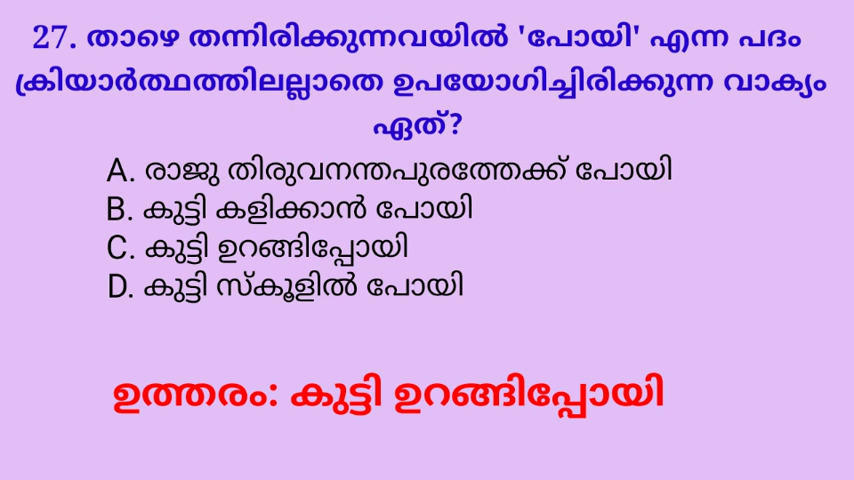 27. താഴെ തന്നിരിക്കുന്നവയിൽ 'പോയി' എന്ന പദം
ക്രിയാർത്ഥത്തിലല്ലാതെ ഉപയോഗിച്ചിരിക്കുന്ന വാക്യം
ഏത്?
A. രാജു തിരുവനന്തപുരത്തേക്ക് പോയി
B. കുട്ടി കളിക്കാൻ പോയി
C. കുട്ടി ഉറങ്ങിപ്പോയി
D. കുട്ടി സ്കൂളിൽ പോയി
ഉത്തരം: കുട്ടി ഉറങ്ങിപ്പോയി